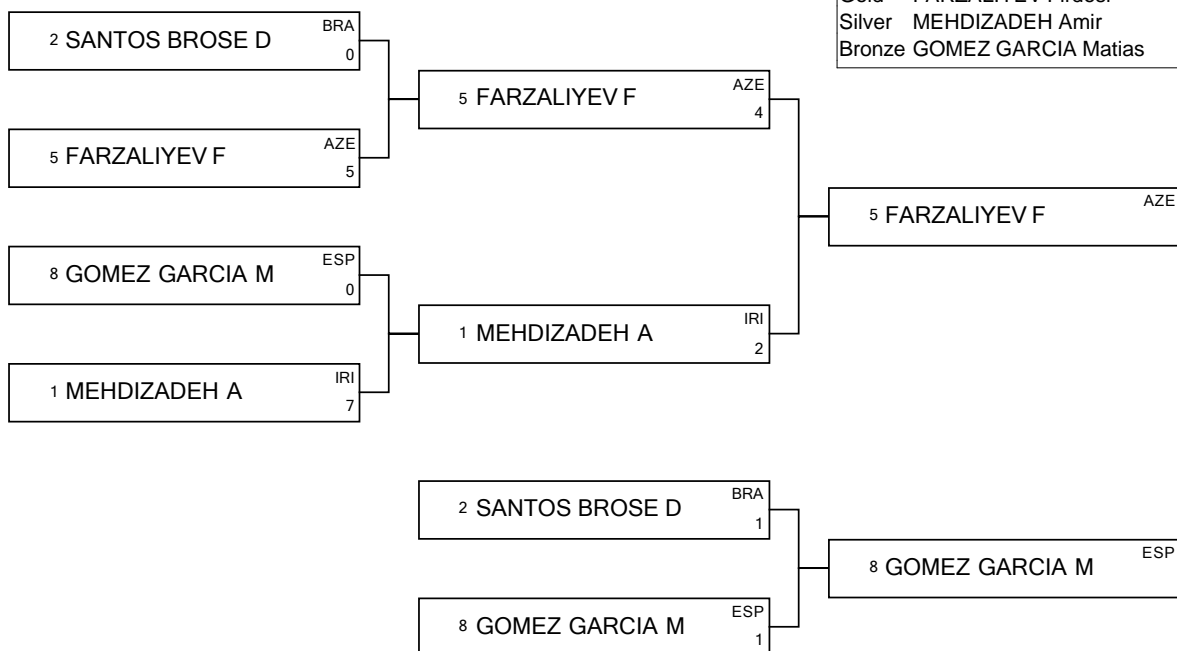 Silver MEHDIZADEH Amir
Bronze GOMEZ GARCIA Matias
2 SANTOS BROSE D BRA
0
5 FARZALIYEV F AZE
4
5 FARZALIYEV F AZE
5
5 FARZALIYEV F AZE
8 GOMEZ GARCIA M ESP
0
1 MEHDIZADEH A IRI
2
1 MEHDIZADEH A IRI
7
2 SANTOS BROSE D BRA
1
8 GOMEZ GARCIA M ESP
8 GOMEZ GARCIA M ESP
1